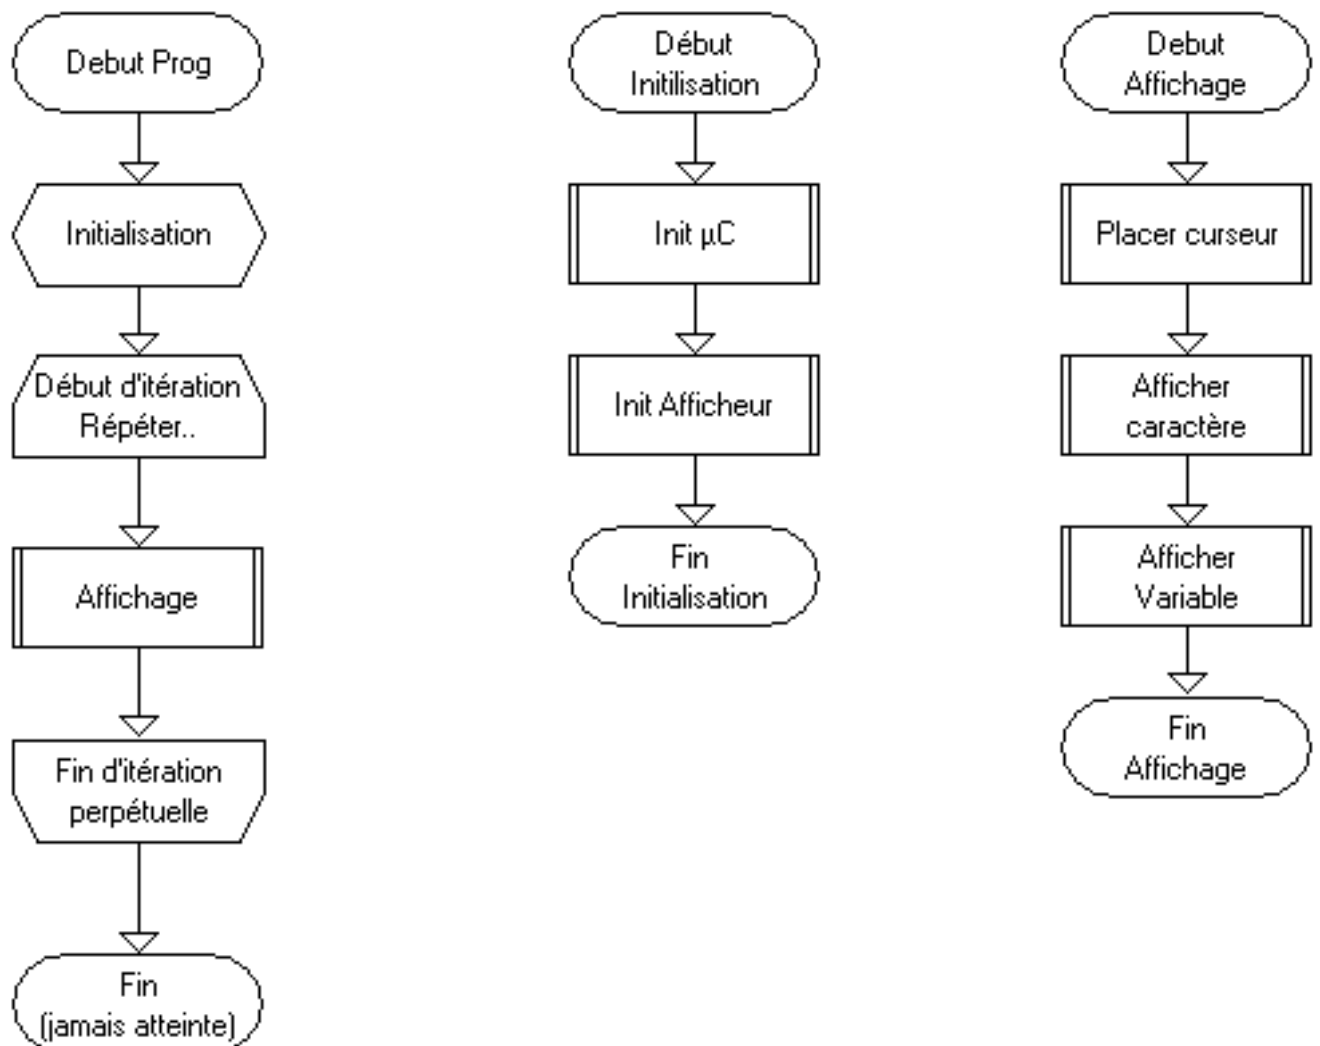 Debut Prog
Initialisation
Début d'itération
Répéter..
Affichage
Fin d'itération
perpétuelle
Fin
(jamais atteinte)
Début
Initilisation
Init µC
Init Afficheur
Fin
Initialisation
Debut
Affichage
Placer curseur
Afficher
caractère
Afficher
Variable
Fin
Affichage